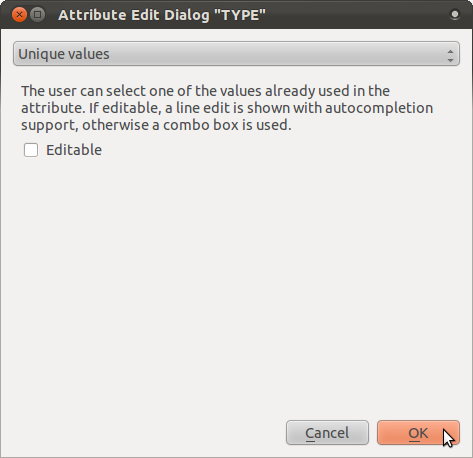 Attribute Edit Dialog "TYPE"
Unique values
The user can select one of the values already used in the
attribute. If editable, a line edit is shown with autocompletion
support, otherwise a combo box is used.
Editable
Cancel
OK